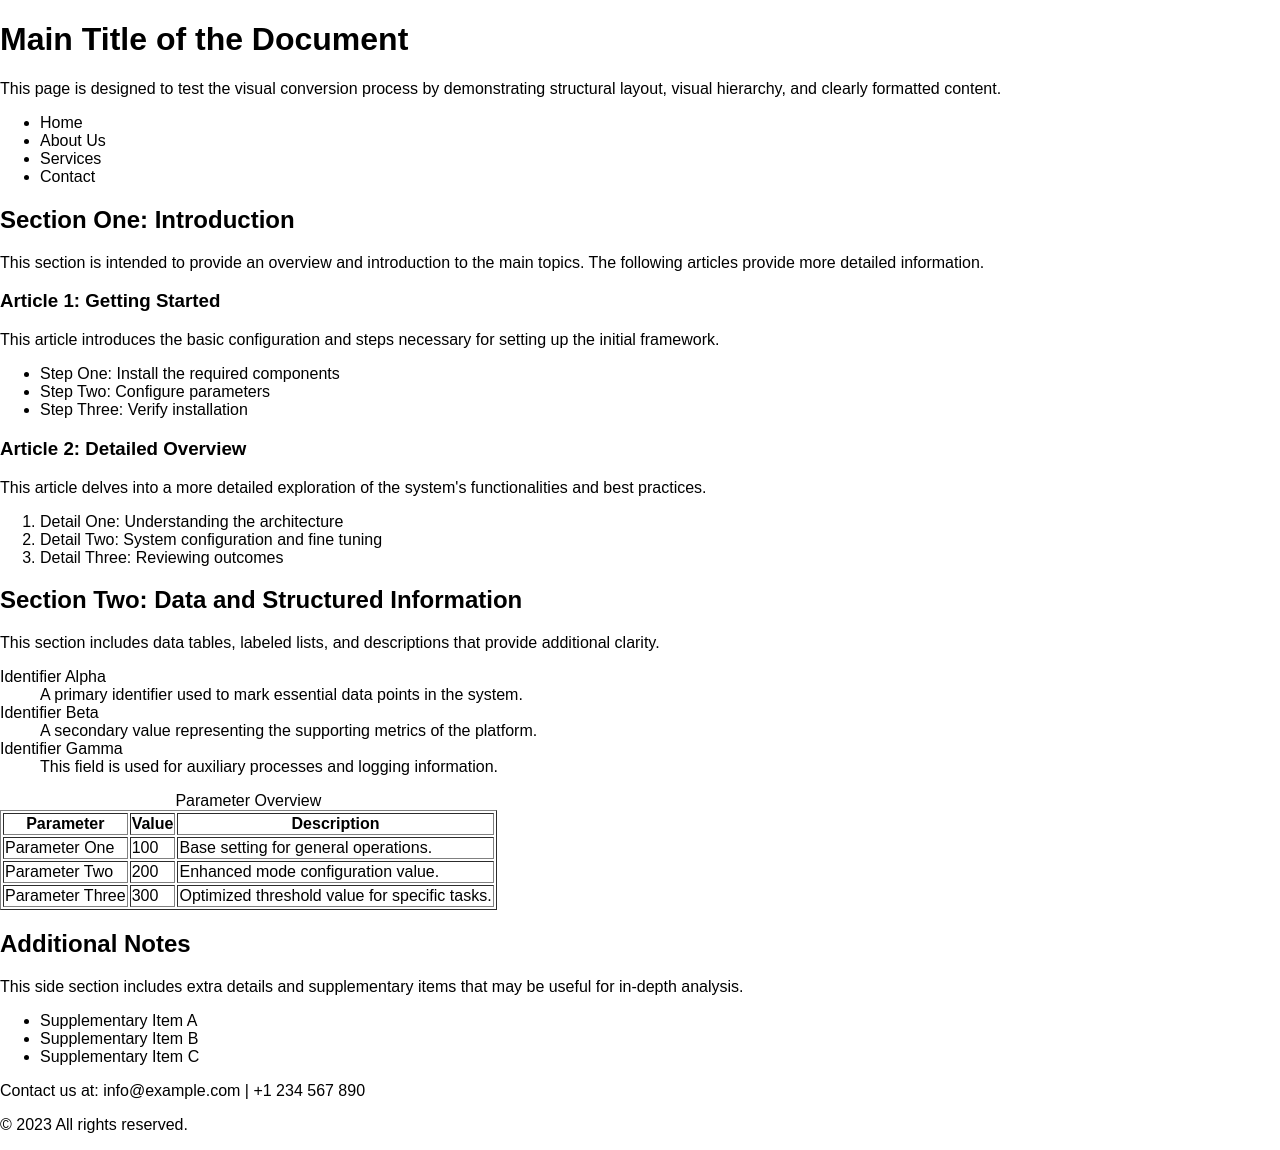 Main Title of the Document
This page is designed to test the visual conversion process by demonstrating structural layout, visual hierarchy, and clearly formatted content.
• Home
• About Us
• Services
• Contact
Section One: Introduction
This section is intended to provide an overview and introduction to the main topics. The following articles provide more detailed information.
Article 1: Getting Started
This article introduces the basic configuration and steps necessary for setting up the initial framework.
• Step One: Install the required components
• Step Two: Configure parameters
• Step Three: Verify installation
Article 2: Detailed Overview
This article delves into a more detailed exploration of the system's functionalities and best practices.
1. Detail One: Understanding the architecture
2. Detail Two: System configuration and fine tuning
3. Detail Three: Reviewing outcomes
Section Two: Data and Structured Information
This section includes data tables, labeled lists, and descriptions that provide additional clarity.
Identifier Alpha
A primary identifier used to mark essential data points in the system.
Identifier Beta
A secondary value representing the supporting metrics of the platform.
Identifier Gamma
This field is used for auxiliary processes and logging information.
Parameter Overview
Parameter Value Description
Parameter One 100 Base setting for general operations.
Parameter Two 200 Enhanced mode configuration value.
Parameter Three 300 Optimized threshold value for specific tasks.
Additional Notes
This side section includes extra details and supplementary items that may be useful for in-depth analysis.
• Supplementary Item A
• Supplementary Item B
• Supplementary Item C
Contact us at: info@example.com | +1 234 567 890
© 2023 All rights reserved.